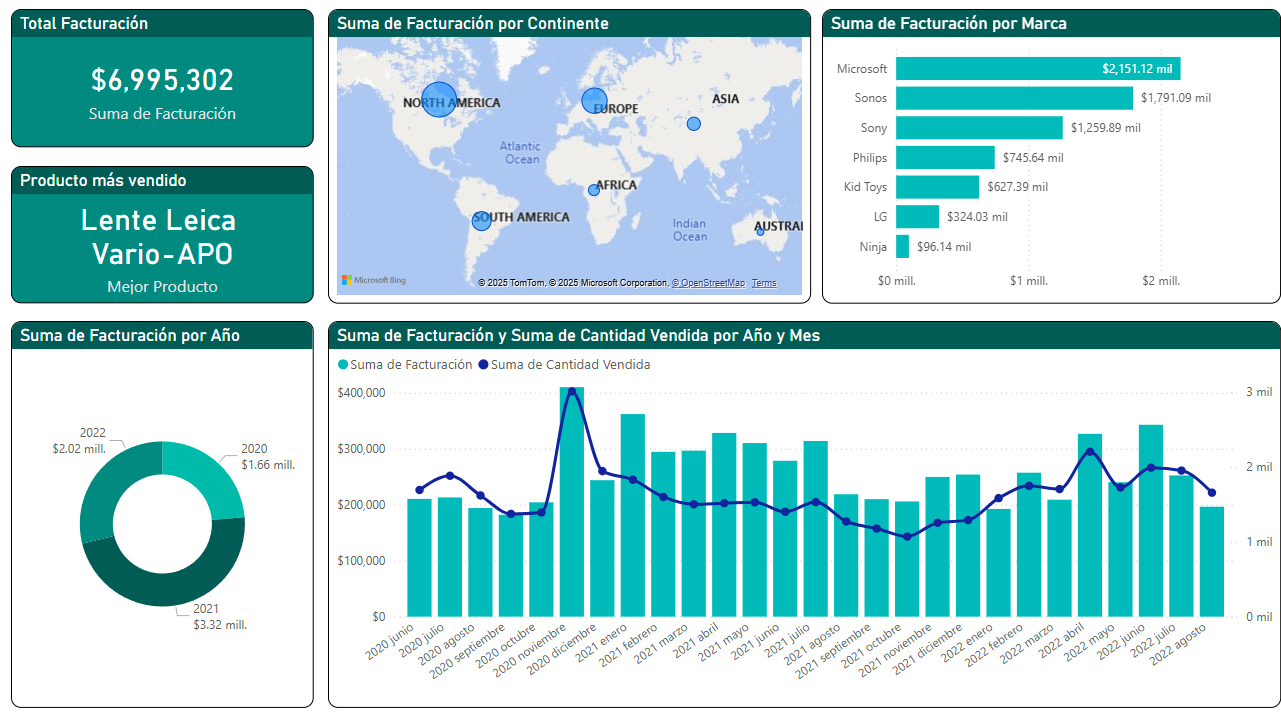 Total Facturación
$6,995,302
Suma de Facturación
Producto más vendido
Lente Leica
Vario-APO
Mejor Producto
Suma de Facturación por Continente
NORTH AMERICA
EUROPE
ASIA
Atlantic
Ocean
AFRICA
SOUTH AMERICA
Indian
Ocean
AUSTRAI
Microsoft Bing
© 2025 TomTom, © 2025 Microsoft Corporation, © OpenStreetMap Terms
Suma de Facturación por Marca
Microsoft
$2,151.12 mil
Sonos
$1,791.09 mil
Sony
$1,259.89 mil
Philips
$745.64 mil
Kid Toys
$627.39 mil
LG
$324.03 mil
Ninja
$96.14 mil
$0 mill.
$1 mill.
$2 mill.
Suma de Facturación por Año
2022
$2.02 mill.
2020
$1.66 mill.
2021
$3.32 mill.
Suma de Facturación y Suma de Cantidad Vendida por Año y Mes
Suma de Facturación
Suma de Cantidad Vendida
$400,000
$300,000
$200,000
$100,000
$0
3 mil
2 mil
1 mil
0 mil
2020 junio
2020 julio
2020 agosto
2020 septiembre
2020 octubre
2020 noviembre
2020 diciembre
2021 enero
2021 febrero
2021 marzo
2021 abril
2021 mayo
2021 junio
2021 julio
2021 agosto
2021 septiembre
2021 octubre
2021 noviembre
2021 diciembre
2022 enero
2022 febrero
2022 marzo
2022 abril
2022 mayo
2022 junio
2022 julio
2022 agosto